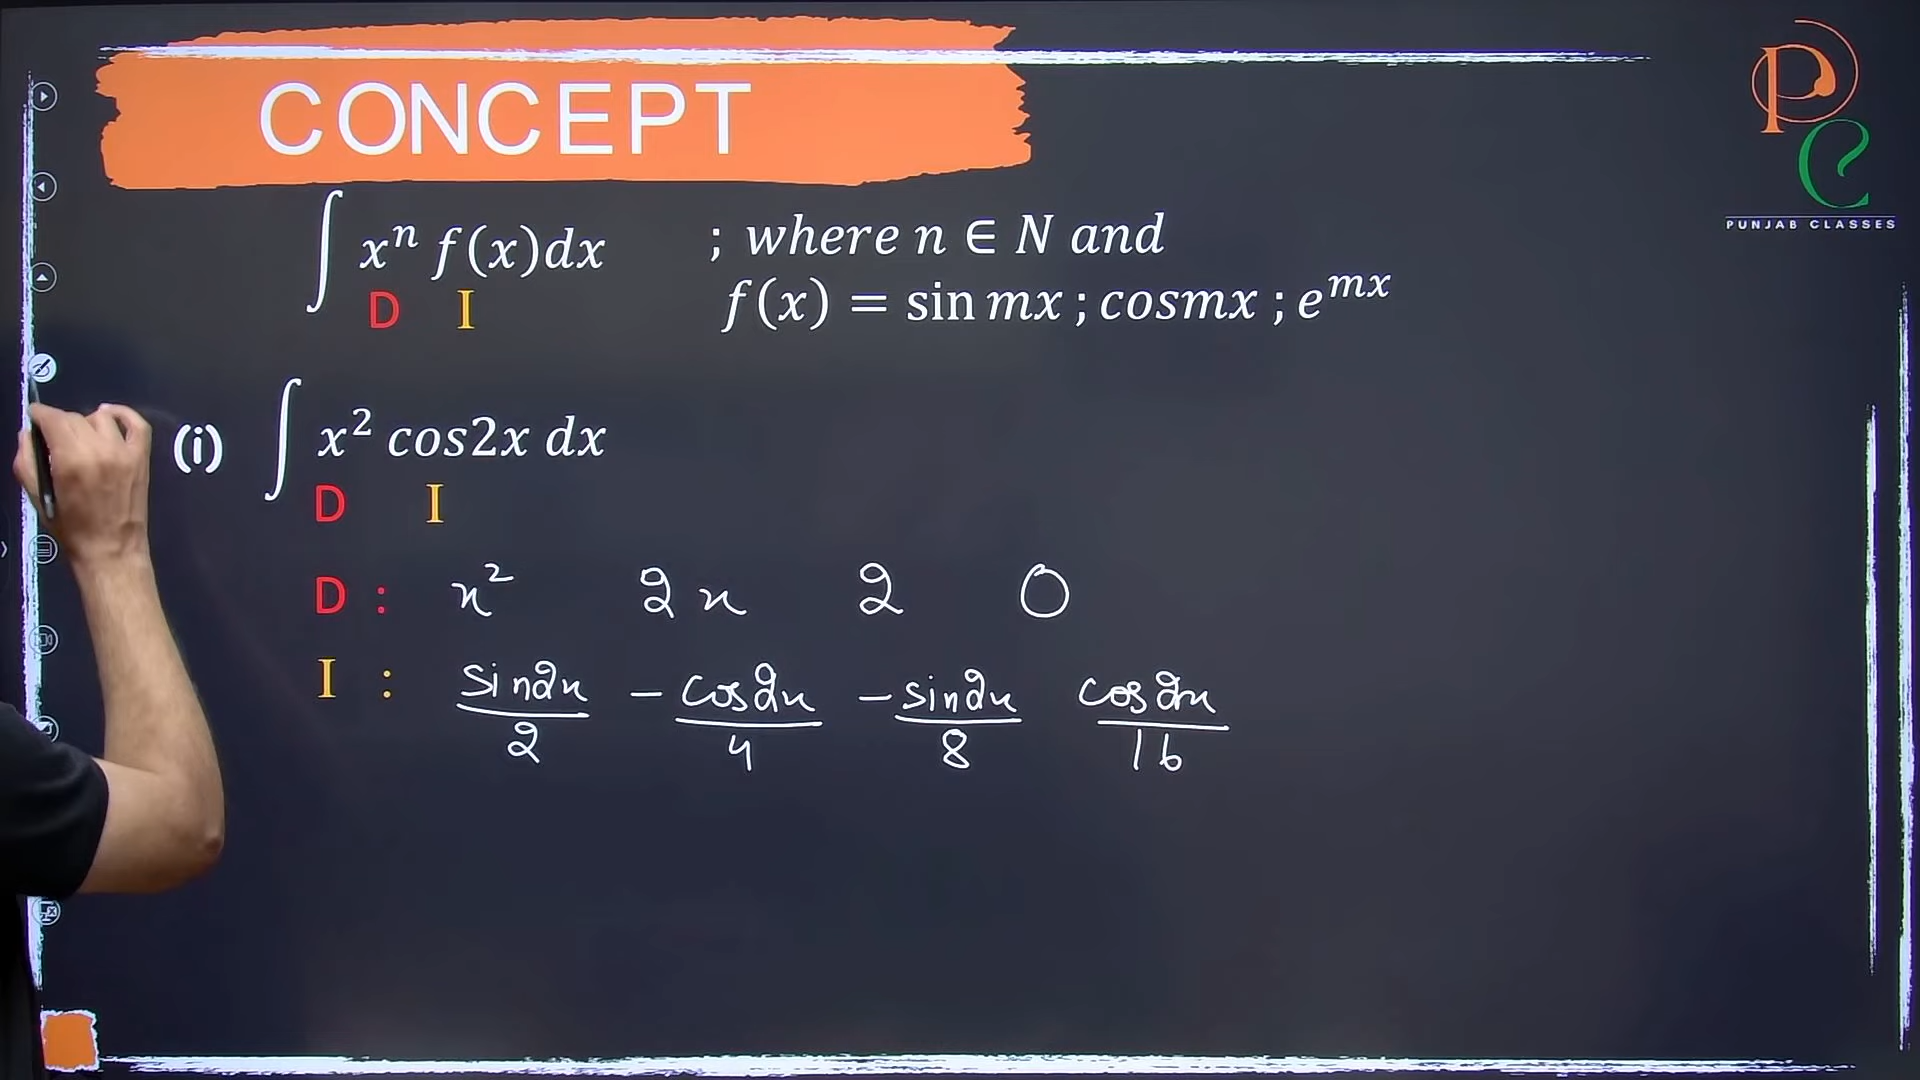 CONCEPT
PUNJAB CLASSES
∫ xⁿ f(x)dx ; where n ∈ N and
D I f(x) = sin mx ; cosmx ; e^{mx}
(i) ∫ x² cos2x dx
D I
D : x² 2x 2 0
I : sin2x/2 - cos2x/4 - sin2x/8 cos2x/16